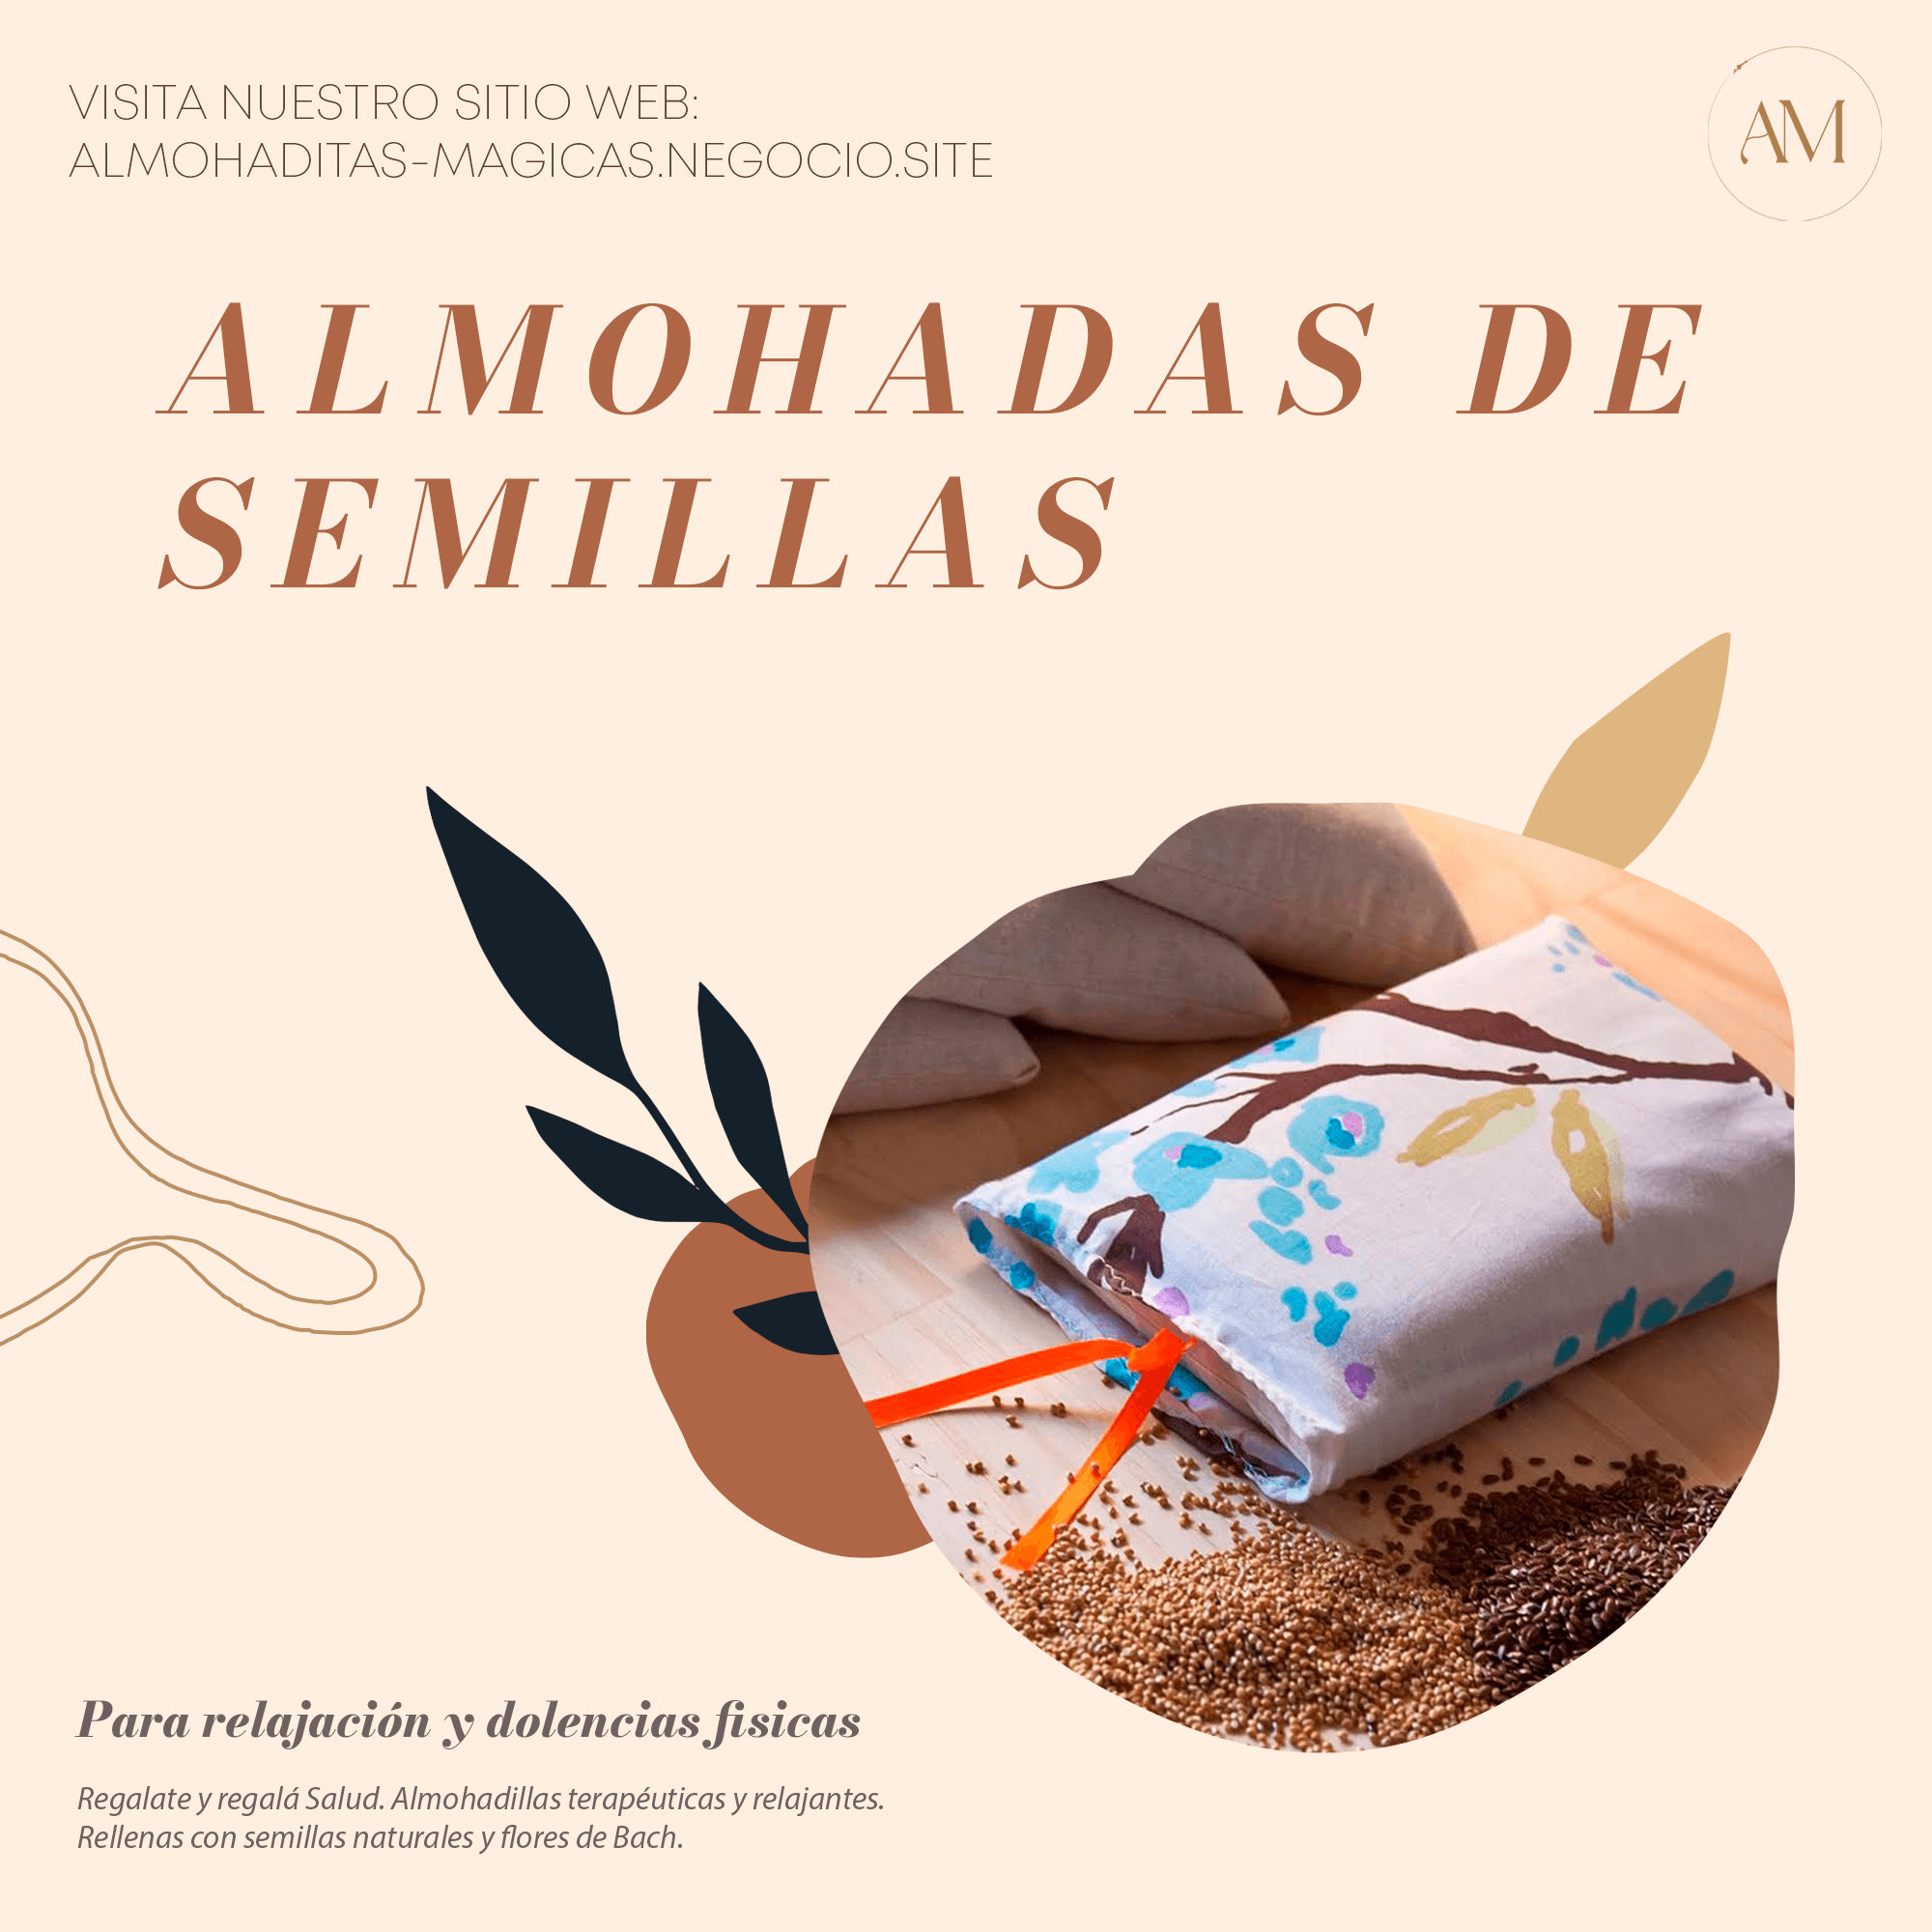 VISITA NUESTRO SITIO WEB:
ALMOHADITAS-MAGICAS.NEGOCIO.SITE
AM
ALMOHADAS DE
SEMILLAS
Para relajación y dolencias fisicas
Regalate y regalá Salud. Almohadillas terapéuticas y relajantes.
Rellenas con semillas naturales y flores de Bach.